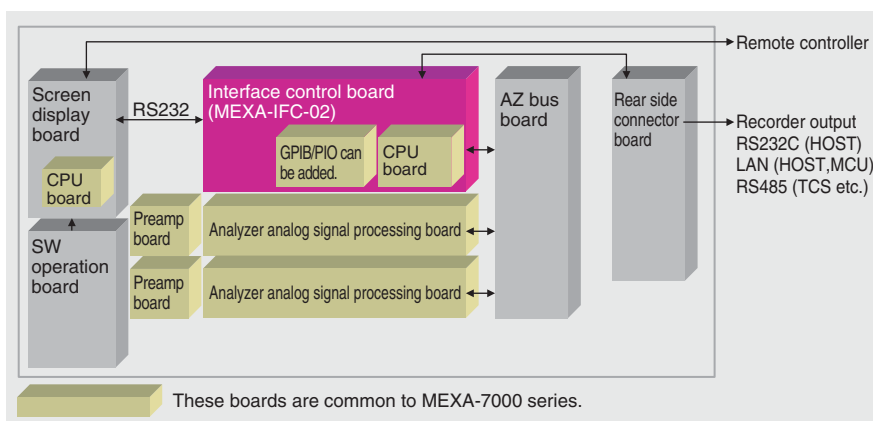 Remote controller
Screen
display
board
RS232
Interface control board
(MEXA-IFC-02)
AZ bus
board
Rear side
connector
board
Recorder output
RS232C (HOST)
LAN (HOST,MCU)
RS485 (TCS etc.)
GPIB/PIO can
be added.
CPU
board
CPU
board
Preamp
board
Analyzer analog signal processing board
SW
operation
board
Preamp
board
Analyzer analog signal processing board
These boards are common to MEXA-7000 series.